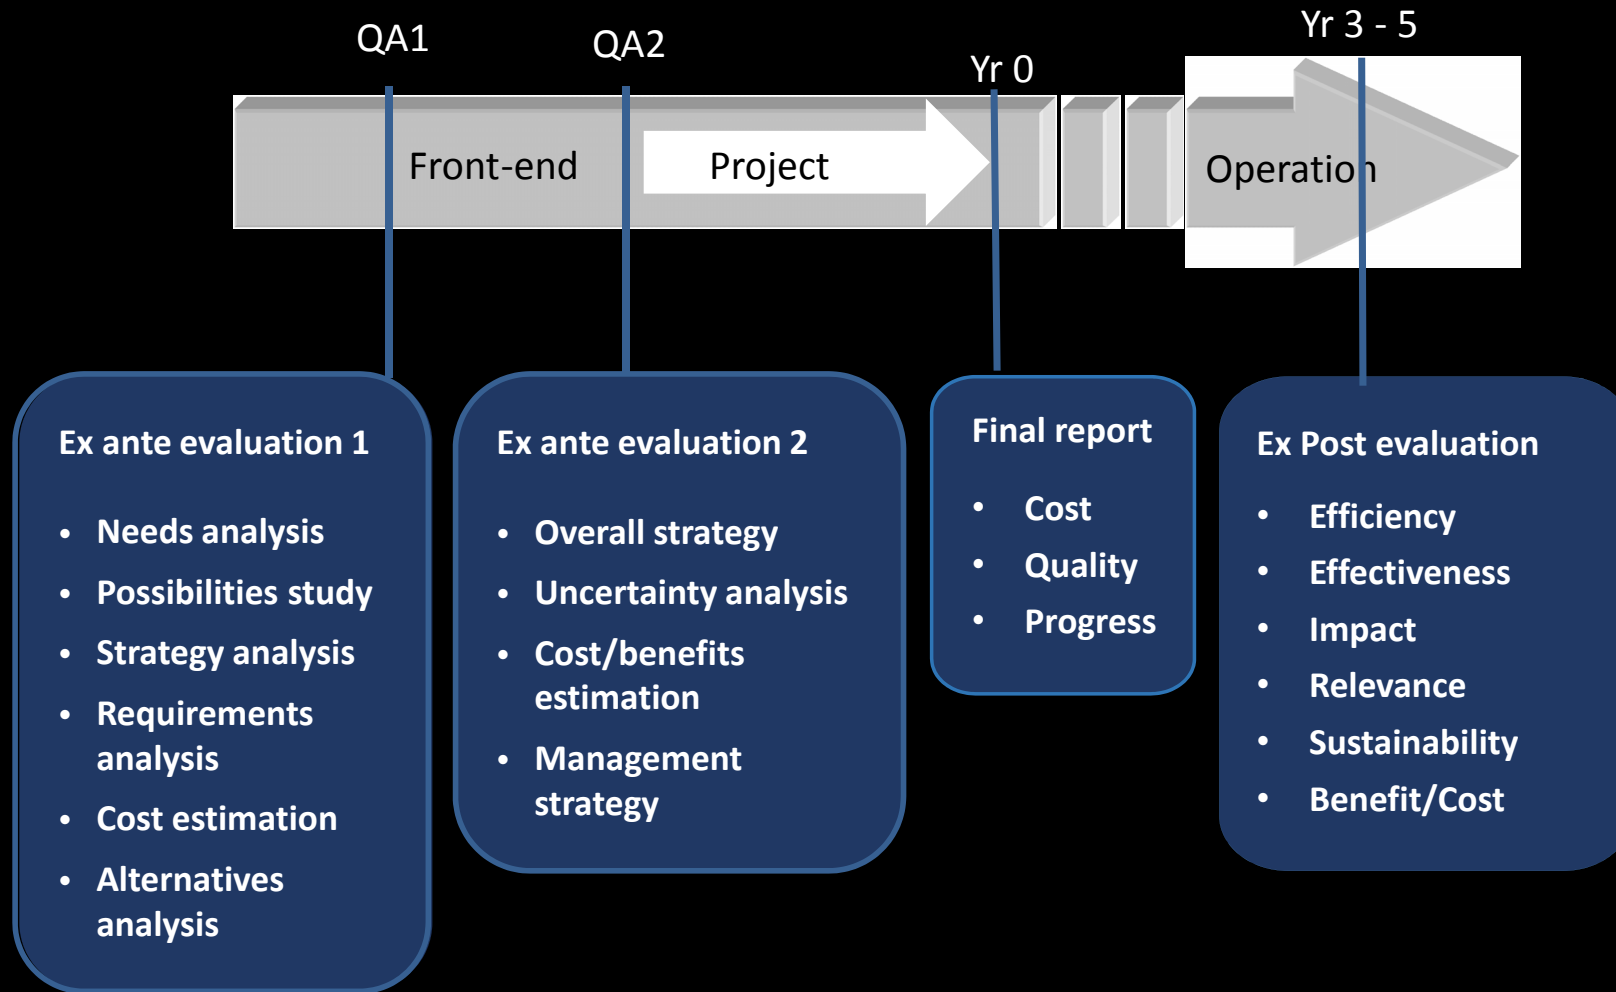 QA1
QA2
Yr 0
Yr 3 - 5
Front-end
Project
Operation
Ex ante evaluation 1
• Needs analysis
• Possibilities study
• Strategy analysis
• Requirements
analysis
• Cost estimation
• Alternatives
analysis
Ex ante evaluation 2
• Overall strategy
• Uncertainty analysis
• Cost/benefits
estimation
• Management
strategy
Final report
• Cost
• Quality
• Progress
Ex Post evaluation
• Efficiency
• Effectiveness
• Impact
• Relevance
• Sustainability
• Benefit/Cost